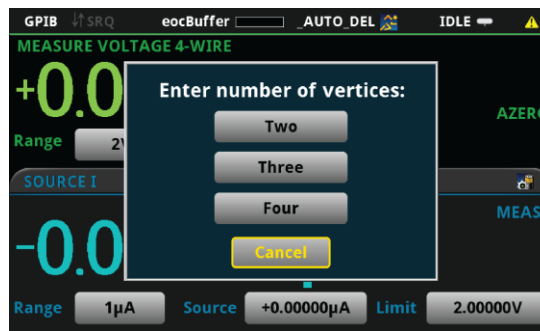 GPIB ↓↑SRQ eocBuffer _AUTO_DEL IDLE
MEASURE VOLTAGE 4-WIRE
+0.0
Enter number of vertices:
Two
Three
Four
Cancel
AZER
Range 2
SOURCE I
MEAS
-0.0
Range 1µA Source +0.00000µA Limit 2.00000V